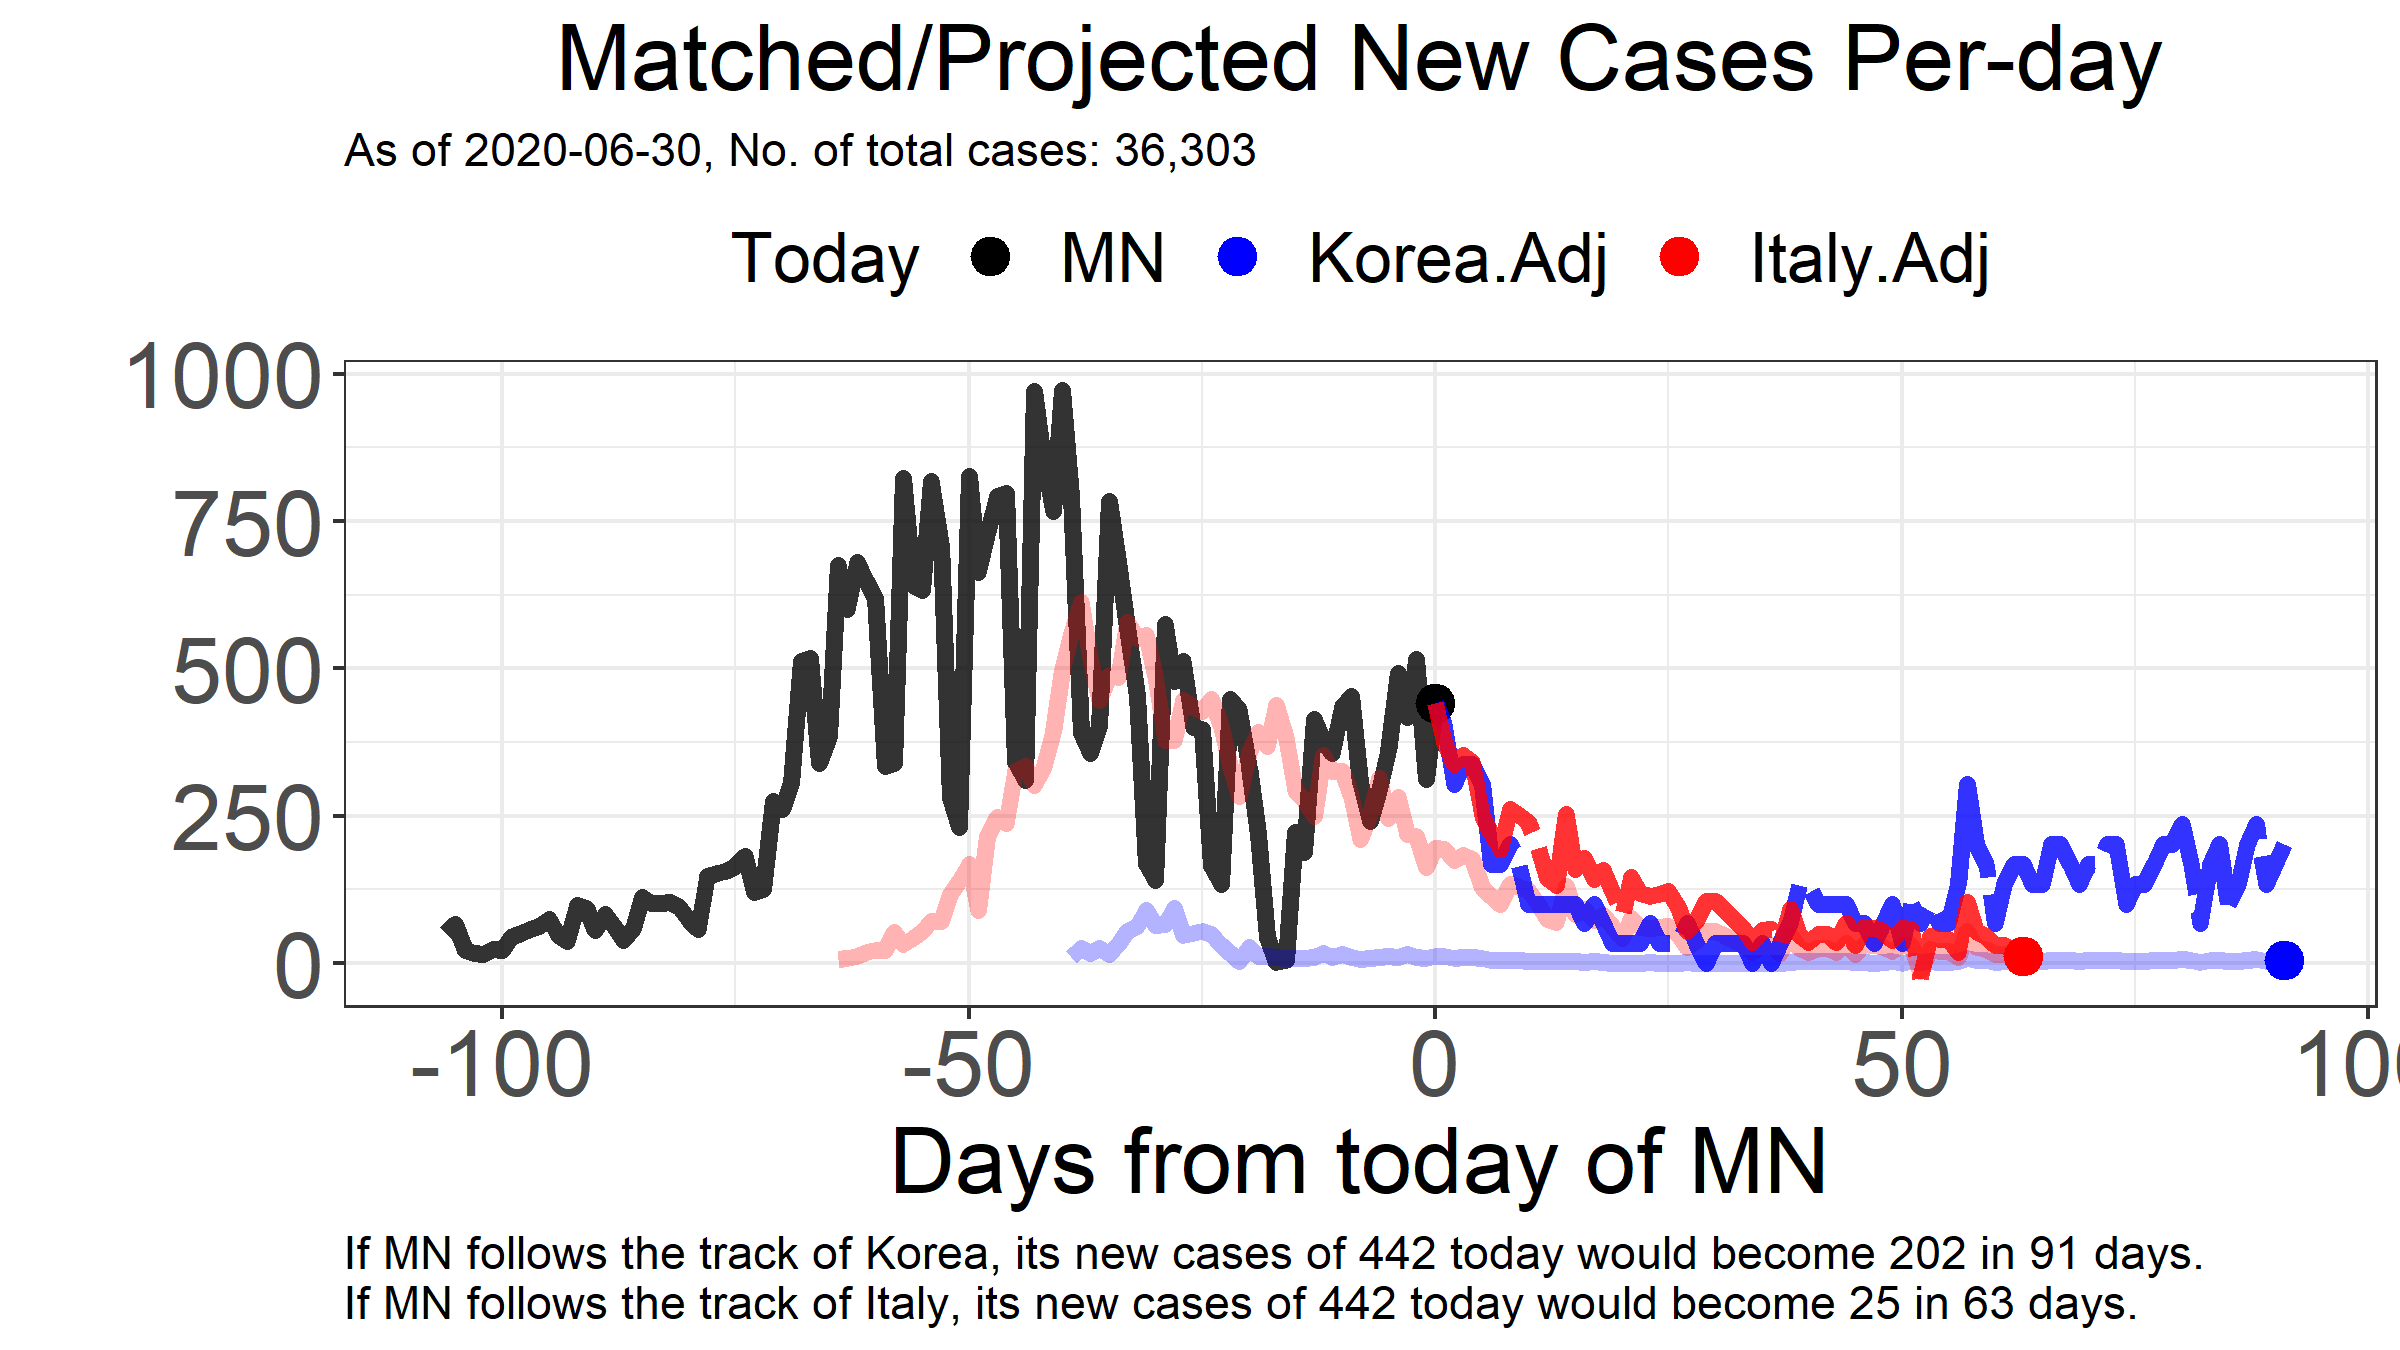 Matched/Projected New Cases Per-day
As of 2020-06-30, No. of total cases: 36,303
Today MN Korea.Adj Italy.Adj
1000
750
500
250
0
-100 -50 0 50 100
Days from today of MN
If MN follows the track of Korea, its new cases of 442 today would become 202 in 91 days.
If MN follows the track of Italy, its new cases of 442 today would become 25 in 63 days.